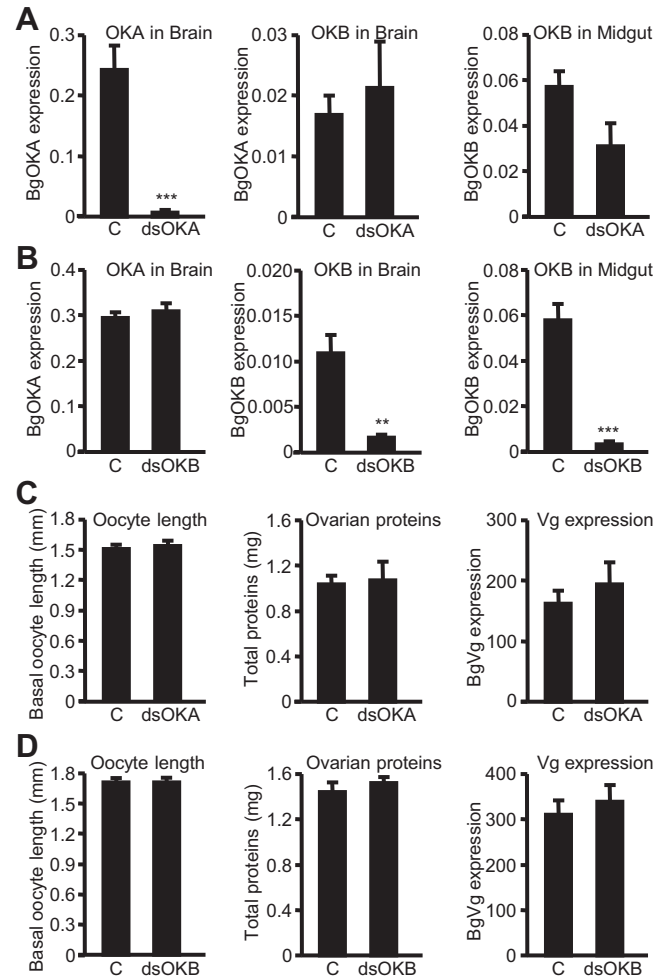 A
OKA in Brain
BgOKA expression
0.3
0.2
0.1
0
***
C dsOKA
OKB in Brain
BgOKA expression
0.03
0.02
0.01
0
C dsOKA
OKB in Midgut
BgOKB expression
0.08
0.06
0.04
0.02
0
C dsOKA
B
OKA in Brain
BgOKA expression
0.4
0.3
0.2
0.1
0
C dsOKB
OKB in Brain
BgOKB expression
0.020
0.015
0.010
0.005
0
**
C dsOKB
OKB in Midgut
BgOKB expression
0.08
0.06
0.04
0.02
0
***
C dsOKB
C
Oocyte length
Basal oocyte length (mm)
1.8
1.5
1.2
0.9
0.6
0.3
0
C dsOKA
Ovarian proteins
Total proteins (mg)
1.6
1.2
0.8
0.4
0
C dsOKA
Vg expression
BgVg expression
300
200
100
0
C dsOKA
D
Oocyte length
Basal oocyte length (mm)
1.8
1.5
1.2
0.9
0.6
0.3
0
C dsOKB
Ovarian proteins
Total proteins (mg)
1.6
1.2
0.8
0.4
0
C dsOKB
Vg expression
BgVg expression
400
300
200
100
0
C dsOKB